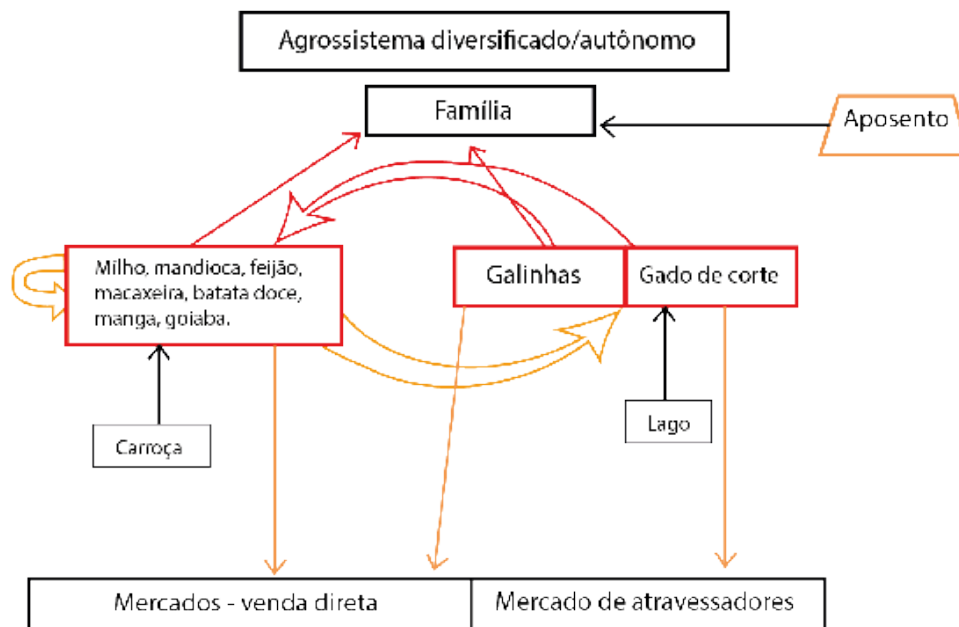 Agrossistema diversificado/autônomo
Família
Aposento
Milho, mandioca, feijão,
macaxeira, batata doce,
manga, goiaba.
Galinhas
Gado de corte
Carroça
Lago
Mercados - venda direta
Mercado de atravessadores